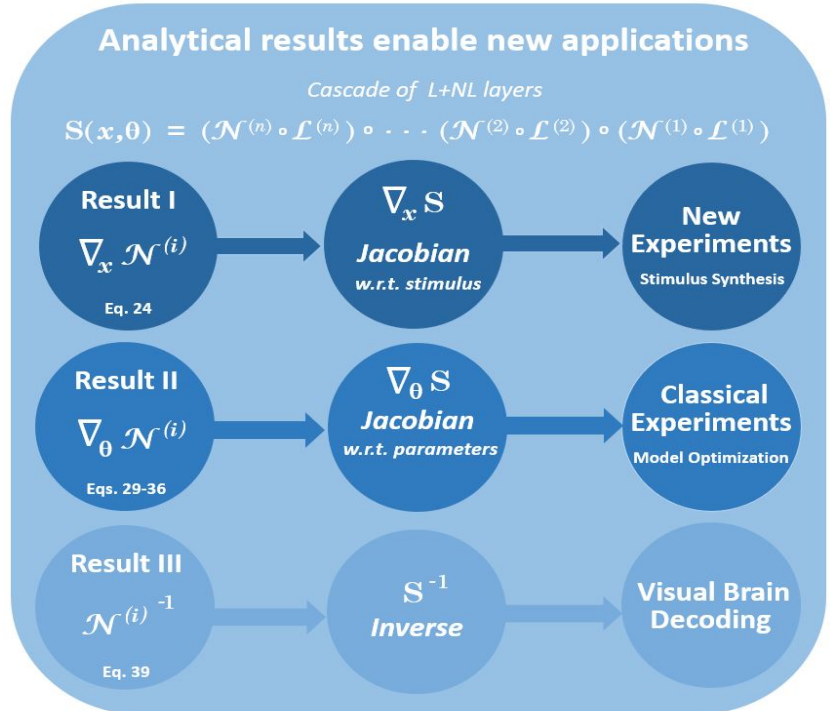 Analytical results enable new applications
Cascade of L+NL layers
S(x,θ) = (𝒩⁽ⁿ⁾∘ℒ⁽ⁿ⁾)∘ · · · (𝒩⁽²⁾∘ℒ⁽²⁾)∘(𝒩⁽¹⁾∘ℒ⁽¹⁾)
Result I
∇ₓ 𝒩⁽ⁱ⁾
Eq. 24
∇ₓ S
Jacobian
w.r.t. stimulus
New
Experiments
Stimulus Synthesis
Result II
∇θ 𝒩⁽ⁱ⁾
Eqs. 29-36
∇θ S
Jacobian
w.r.t. parameters
Classical
Experiments
Model Optimization
Result III
𝒩⁽ⁱ⁾ ⁻¹
Eq. 39
S⁻¹
Inverse
Visual Brain
Decoding